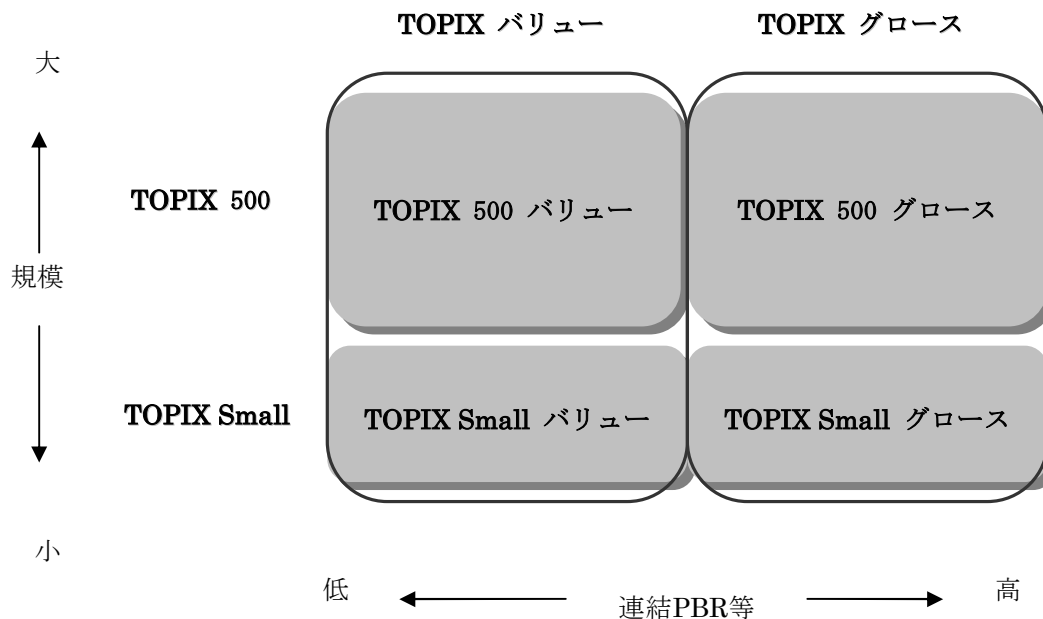 TOPIX バリュー
TOPIX グロース
大
TOPIX 500
TOPIX 500 バリュー
TOPIX 500 グロース
規模
TOPIX Small
TOPIX Small バリュー
TOPIX Small グロース
小
低
連結PBR等
高